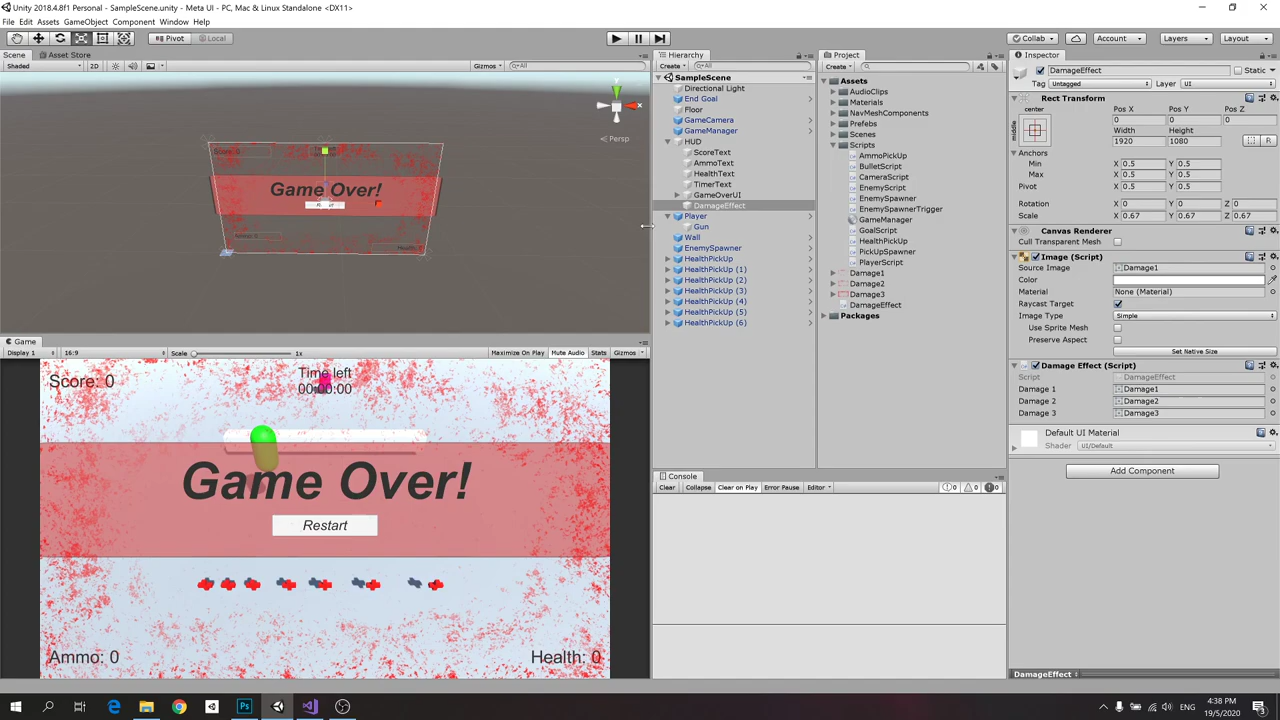 Unity 2018.4.8f1 Personal - SampleScene.unity - Meta UI - PC, Mac & Linux Standalone <DX11>
File Edit Assets GameObject Component Window Help
Pivot Local
Collab Account Layers Layout
Scene Asset Store
Shaded 2D Gizmos All
Persp
Score: 0
Game Over!
Game
Display 1 16:9 Scale 1x Maximize On Play Mute Audio Stats Gizmos
Score: 0
Time left
00:00:00
Game Over!
Restart
Ammo: 0
Health: 0
Hierarchy
Create All
SampleScene
Directional Light
End Goal
Floor
GameCamera
GameManager
HUD
ScoreText
AmmoText
HealthText
TimerText
GameOverUI
DamageEffect
Player
Gun
Wall
EnemySpawner
HealthPickUp
HealthPickUp (1)
HealthPickUp (2)
HealthPickUp (3)
HealthPickUp (4)
HealthPickUp (5)
HealthPickUp (6)
Project
Create
Assets
AudioClips
Materials
NavMeshComponents
Prefebs
Scenes
Scripts
AmmoPickUp
BulletScript
CameraScript
EnemyScript
EnemySpawner
EnemySpawnerTrigger
GameManager
GoalScript
HealthPickUp
PickUpSpawner
PlayerScript
Damage1
Damage2
Damage3
DamageEffect
Packages
Console
Clear Collapse Clear on Play Error Pause Editor 0 0 0
Inspector
DamageEffect Static
Tag Untagged Layer UI
Rect Transform
center
middle
Pos X Pos Y Pos Z
0 0 0
Width Height
1920 1080
R
Anchors
Min X 0.5 Y 0.5
Max X 0.5 Y 0.5
Pivot X 0.5 Y 0.5
Rotation X 0 Y 0 Z 0
Scale X 0.67 Y 0.67 Z 0.67
Canvas Renderer
Cull Transparent Mesh
Image (Script)
Source Image Damage1
Color
Material None (Material)
Raycast Target
Image Type Simple
Use Sprite Mesh
Preserve Aspect
Set Native Size
Damage Effect (Script)
Script DamageEffect
Damage 1 Damage1
Damage 2 Damage2
Damage 3 Damage3
Default UI Material
Shader UI/Default
Add Component
DamageEffect
ENG
4:38 PM
19/5/2020
3